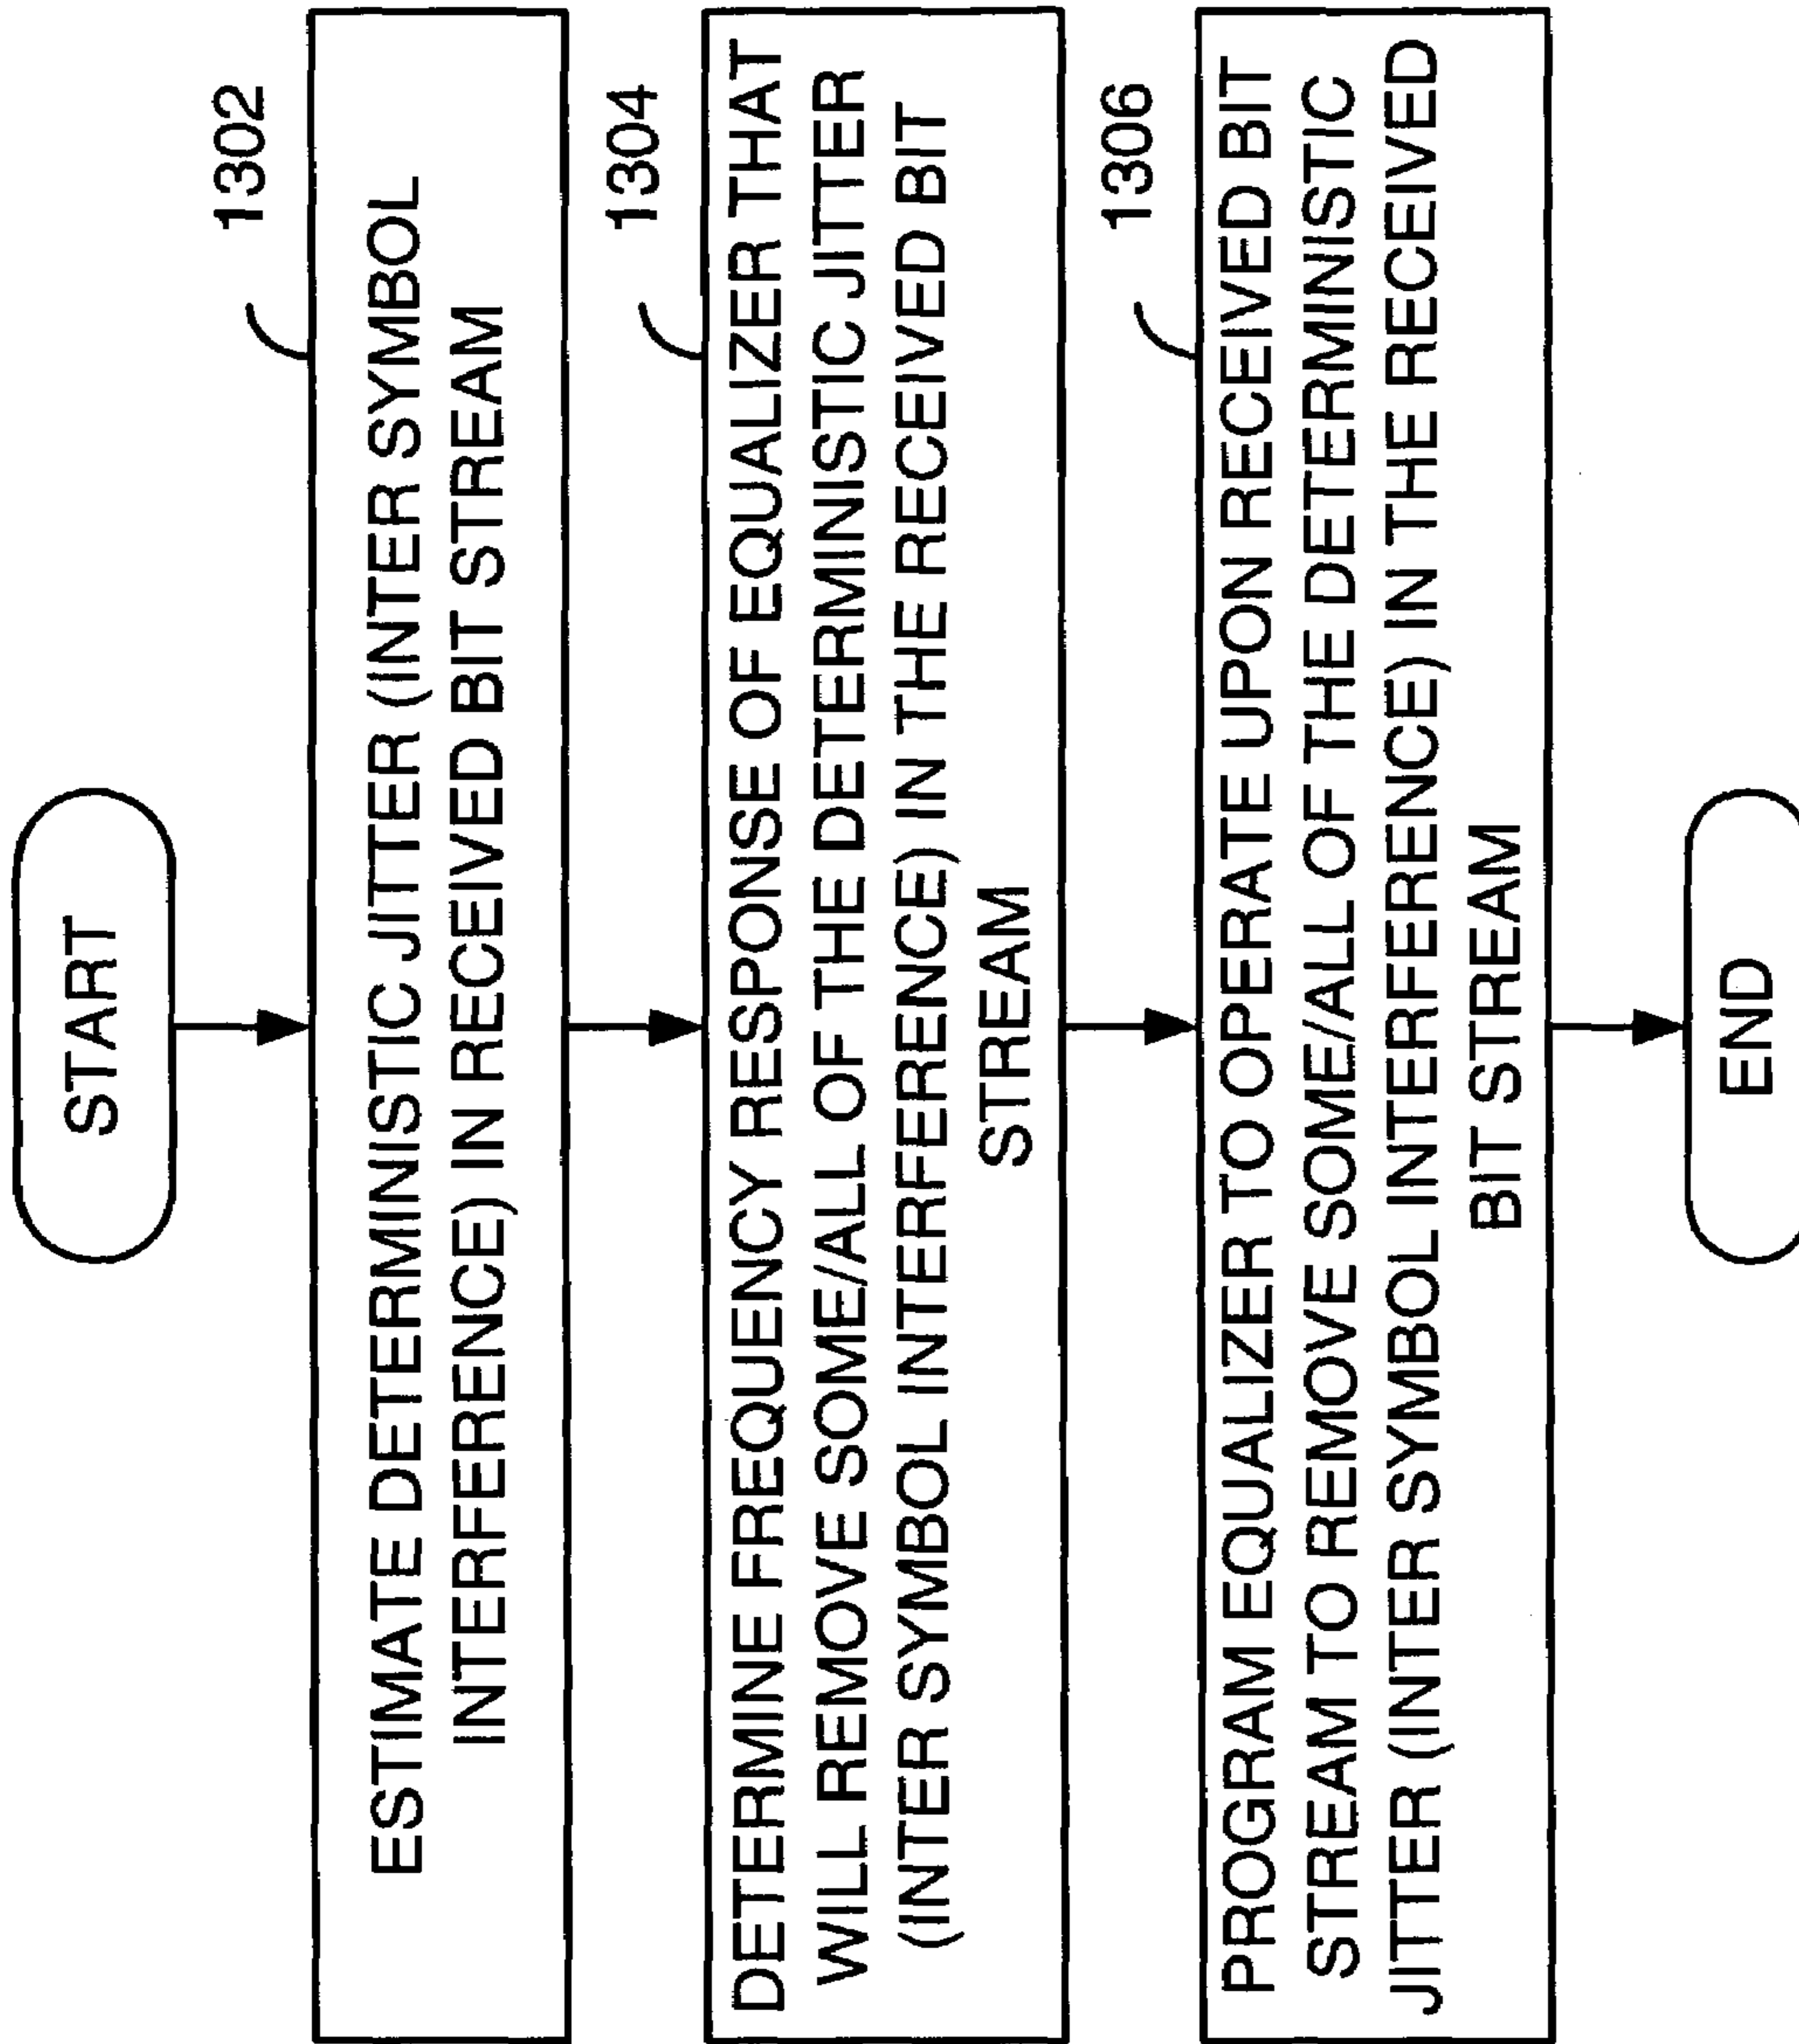 START
1302
ESTIMATE DETERMINISTIC JITTER (INTER SYMBOL
INTERFERENCE) IN RECEIVED BIT STREAM
1304
DETERMINE FREQUENCY RESPONSE OF EQUALIZER THAT
WILL REMOVE SOME/ALL OF THE DETERMINISTIC JITTER
(INTER SYMBOL INTERFERENCE) IN THE RECEIVED BIT
STREAM
1306
PROGRAM EQUALIZER TO OPERATE UPON RECEIVED BIT
STREAM TO REMOVE SOME/ALL OF THE DETERMINISTIC
JITTER (INTER SYMBOL INTERFERENCE) IN THE RECEIVED
BIT STREAM
END